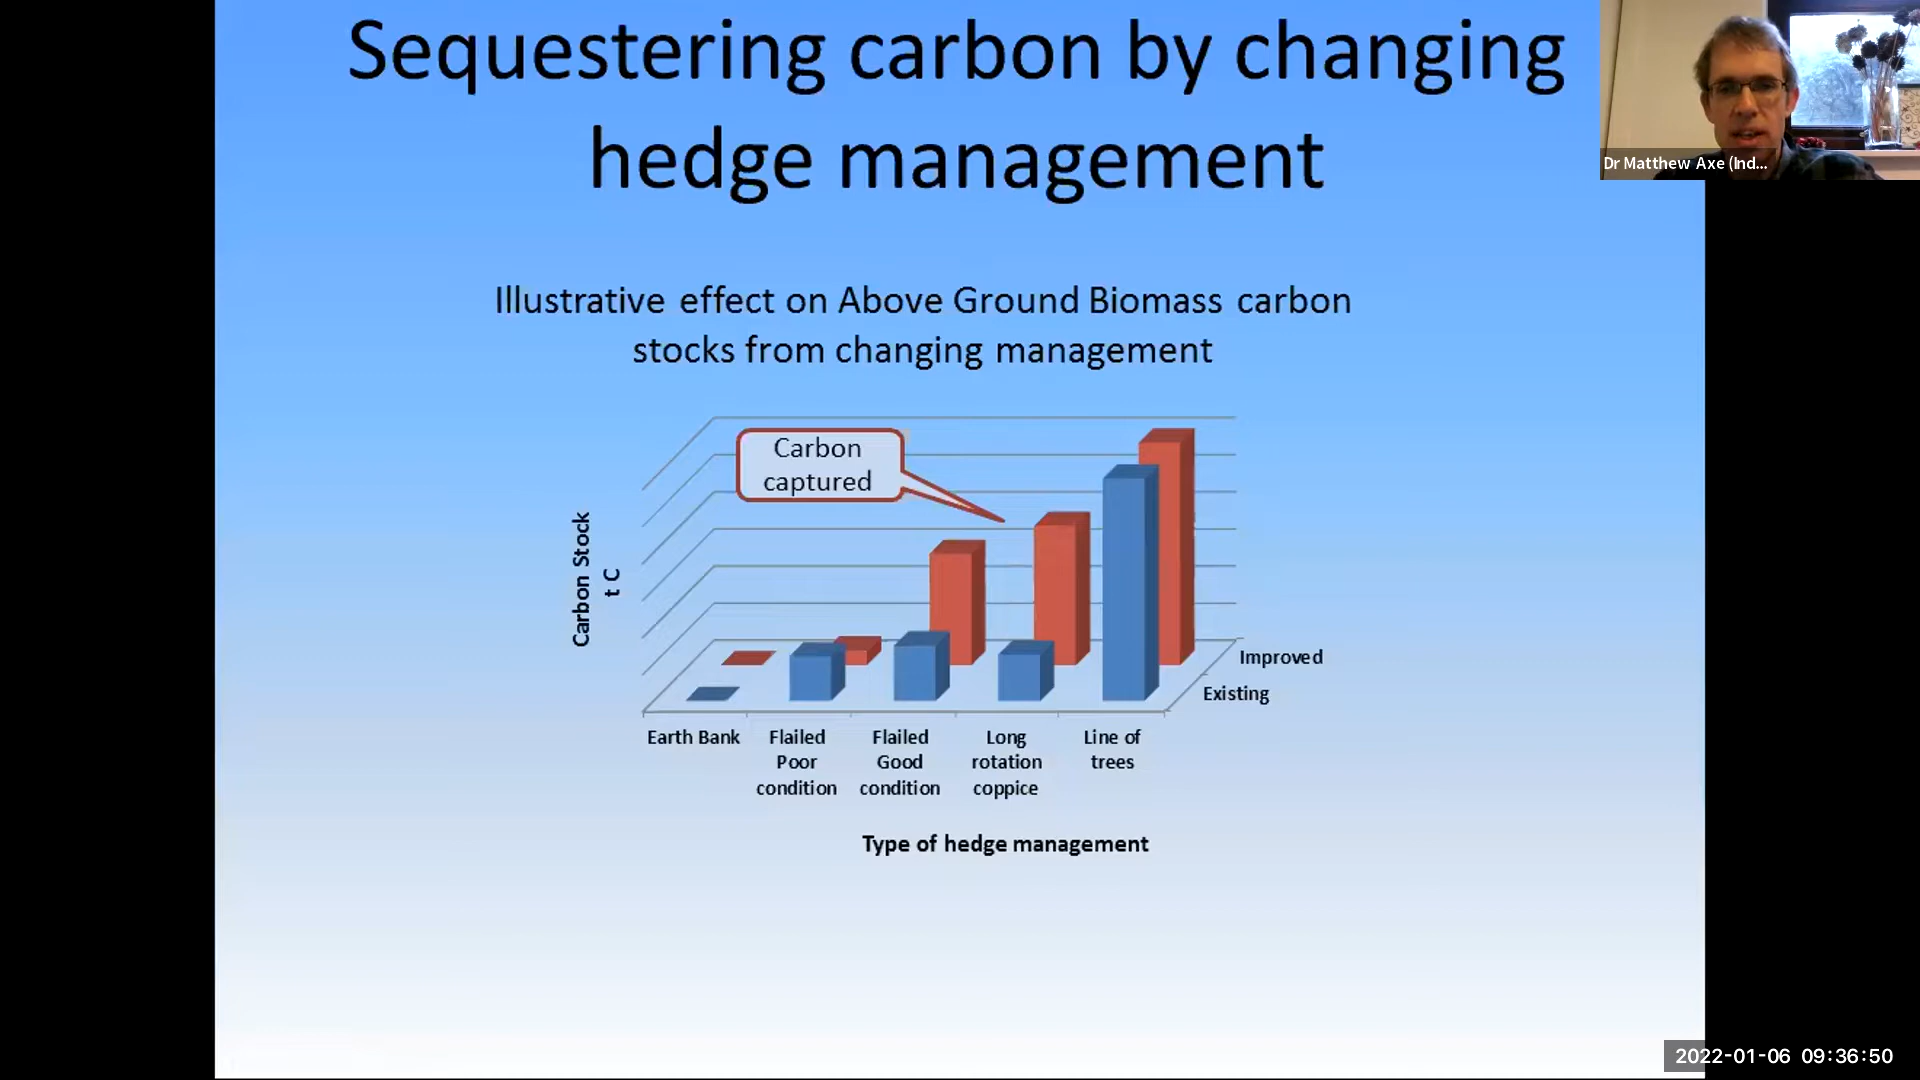 Sequestering carbon by changing
hedge management
Dr Matthew Axe (Ind...
Illustrative effect on Above Ground Biomass carbon
stocks from changing management
Carbon
captured
Carbon Stock
t C
Improved
Existing
Earth Bank
Flailed
Poor
condition
Flailed
Good
condition
Long
rotation
coppice
Line of
trees
Type of hedge management
2022-01-06 09:36:50